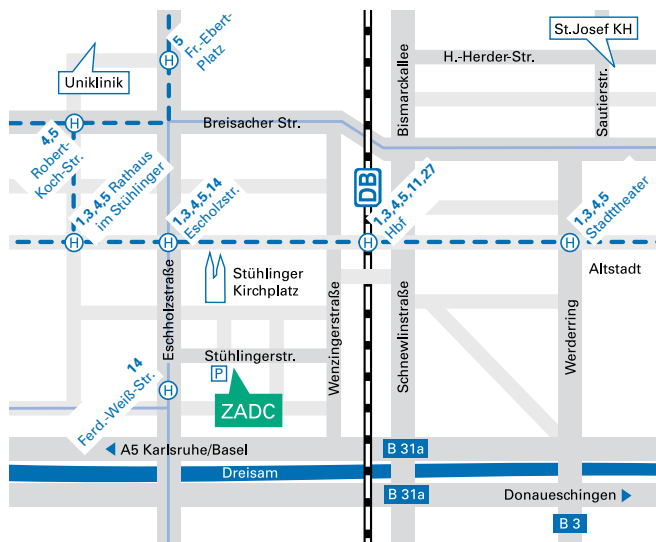 5
Fr.-Ebert-
Platz
St.Josef KH
Uniklinik
H.-Herder-Str.
Bismarckallee
Sautierstr.
H
H
Breisacher Str.
4,5
Robert-
Koch-Str.
1,3,4,5 Rathaus
im Stühlinger
1,3,4,5,14
Escholzstr.
DB
1,3,4,5,11,27
Hbf
1,3,4,5
Stadttheater
H
H
H
H
Altstadt
Stühlinger
Kirchplatz
Eschholzstraße
Wenzingerstraße
Schnewlinstraße
Werderring
Stühlingerstr.
P
14
Ferd.-Weiß-Str.
H
ZADC
A5 Karlsruhe/Basel
B 31a
Dreisam
B 31a
Donaueschingen
B 3